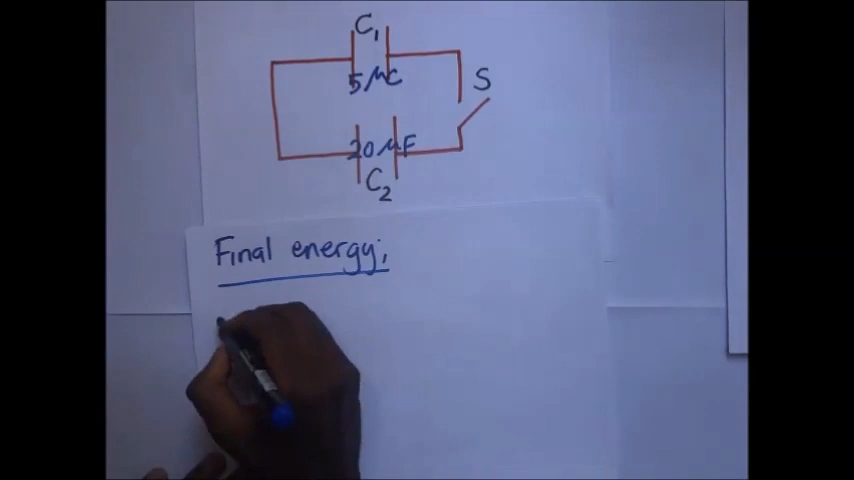 C1
5μC
S
20μF
C2
Final energy;